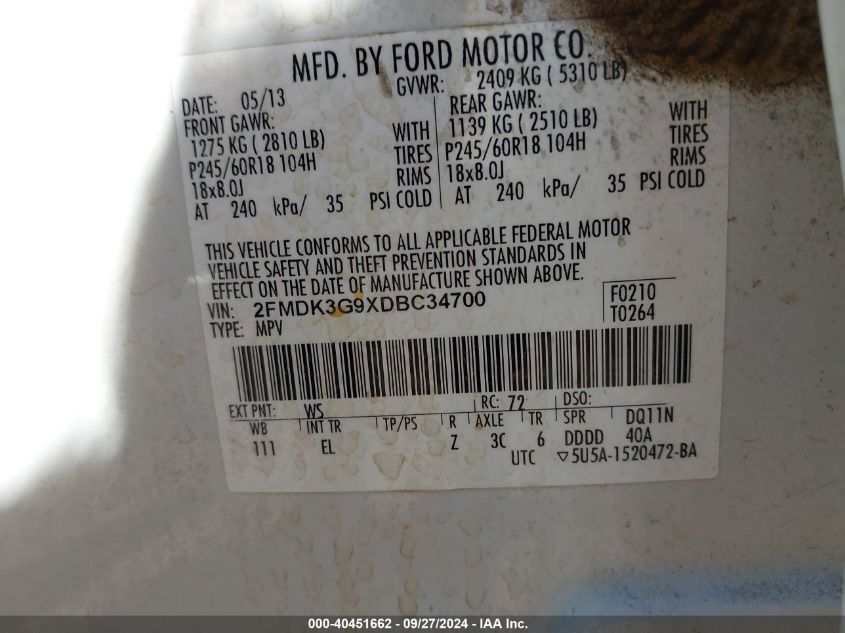 MFD. BY FORD MOTOR CO.
DATE: 05/13 GVWR: 2409 KG ( 5310 LB)
FRONT GAWR: REAR GAWR:
1275 KG ( 2810 LB) WITH 1139 KG ( 2510 LB) WITH
P245/60R18 104H TIRES P245/60R18 104H TIRES
18x8.0J RIMS 18x8.0J RIMS
AT 240 kPa/ 35 PSI COLD AT 240 kPa/ 35 PSI COLD
THIS VEHICLE CONFORMS TO ALL APPLICABLE FEDERAL MOTOR
VEHICLE SAFETY AND THEFT PREVENTION STANDARDS IN
EFFECT ON THE DATE OF MANUFACTURE SHOWN ABOVE.
VIN: 2FMDK3G9XDBC34700 F0210
TYPE: MPV T0264
EXT PNT: WS RC: 72 DSO:
WB INT TR TP/PS R AXLE TR SPR DQ11N
111 EL Z 3C 6 DDDD 40A
UTC ▽5U5A-1520472-BA
000-40451662 — 09/27/2024 — IAAI, Inc.